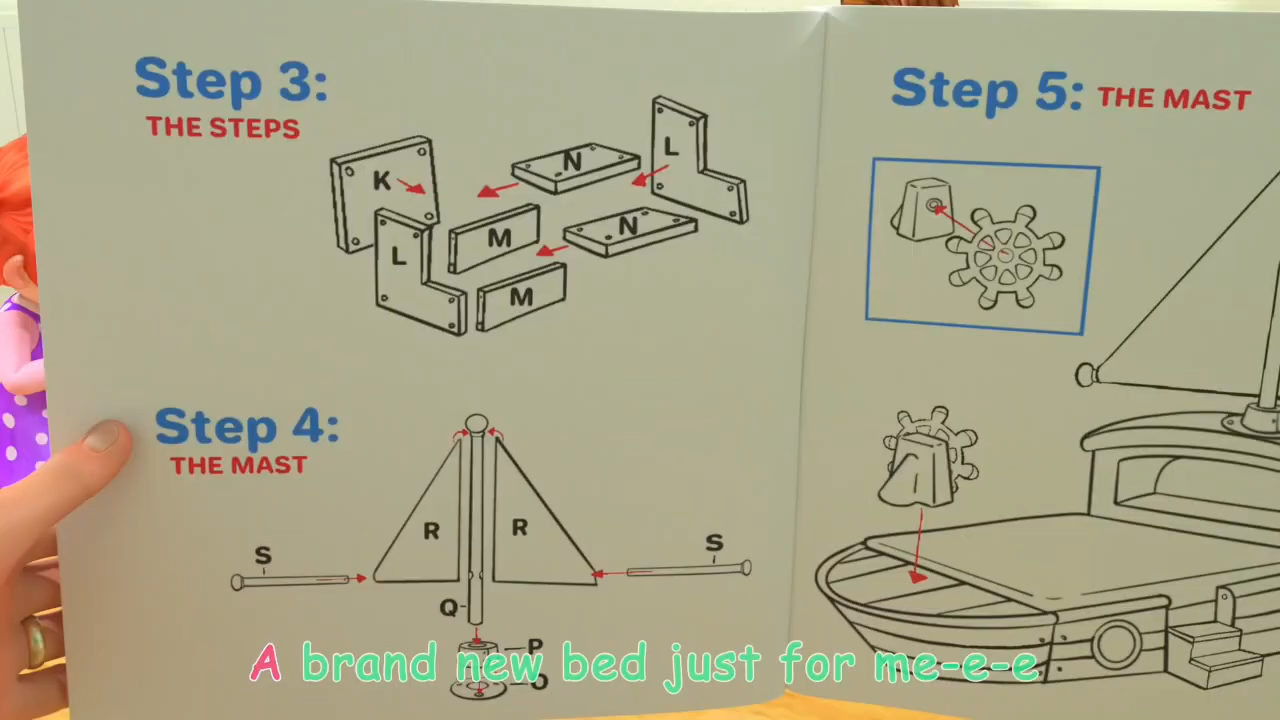 Step 3:
THE STEPS
K
N
L
L
M
N
M
Step 4:
THE MAST
R
R
S
S
Q
P
O
Step 5: THE MAST
A brand new bed just for me-e-e